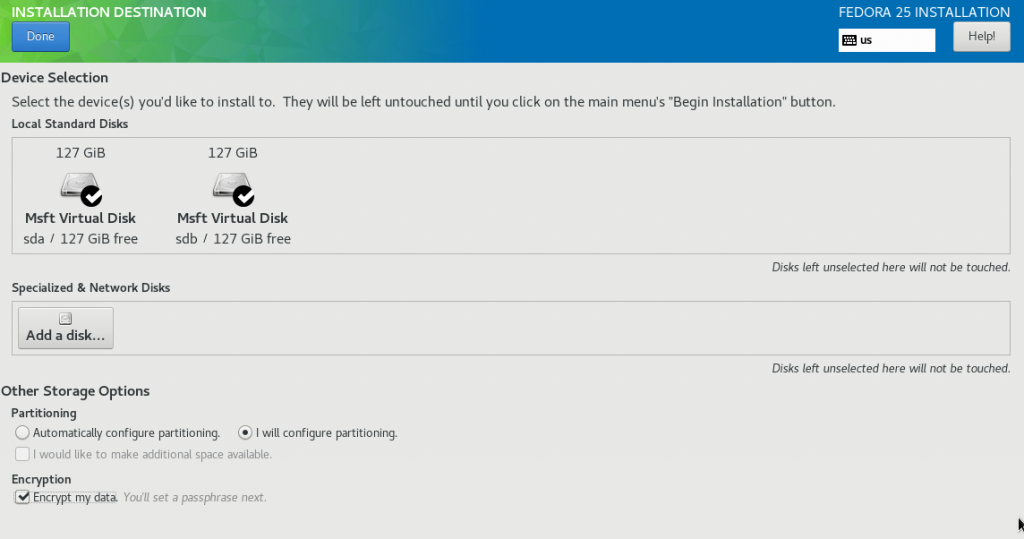 INSTALLATION DESTINATION
FEDORA 25 INSTALLATION
Done
us
Help!
Device Selection
Select the device(s) you'd like to install to.  They will be left untouched until you click on the main menu's "Begin Installation" button.
Local Standard Disks
127 GiB
127 GiB
Msft Virtual Disk
Msft Virtual Disk
sda / 127 GiB free
sdb / 127 GiB free
Disks left unselected here will not be touched.
Specialized & Network Disks
Add a disk...
Disks left unselected here will not be touched.
Other Storage Options
Partitioning
Automatically configure partitioning.
I will configure partitioning.
I would like to make additional space available.
Encryption
Encrypt my data. You'll set a passphrase next.